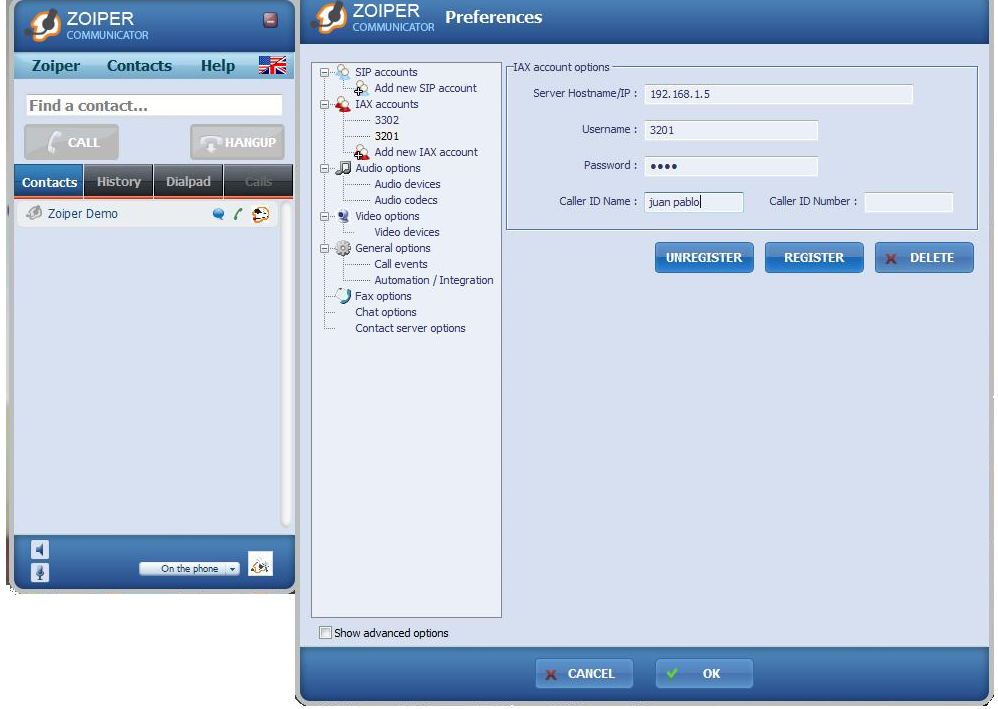 ZOIPER
COMMUNICATOR
Zoiper Contacts Help
Find a contact...
CALL HANGUP
Contacts History Dialpad Calls
Zoiper Demo
On the phone
ZOIPER
COMMUNICATOR
Preferences
SIP accounts
Add new SIP account
IAX accounts
3302
3201
Add new IAX account
Audio options
Audio devices
Audio codecs
Video options
Video devices
General options
Call events
Automation / Integration
Fax options
Chat options
Contact server options
Show advanced options
IAX account options
Server Hostname/IP : 192.168.1.5
Username : 3201
Password : ●●●●
Caller ID Name : juan pablo Caller ID Number :
UNREGISTER REGISTER DELETE
CANCEL OK